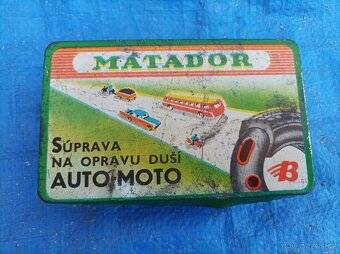 MATADOR
SÚPRAVA
NA OPRAVU DUŠÍ
AUTO MOTO
B